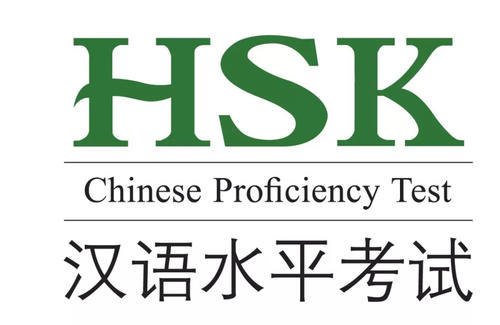 HSK
Chinese Proficiency Test
汉语水平考试